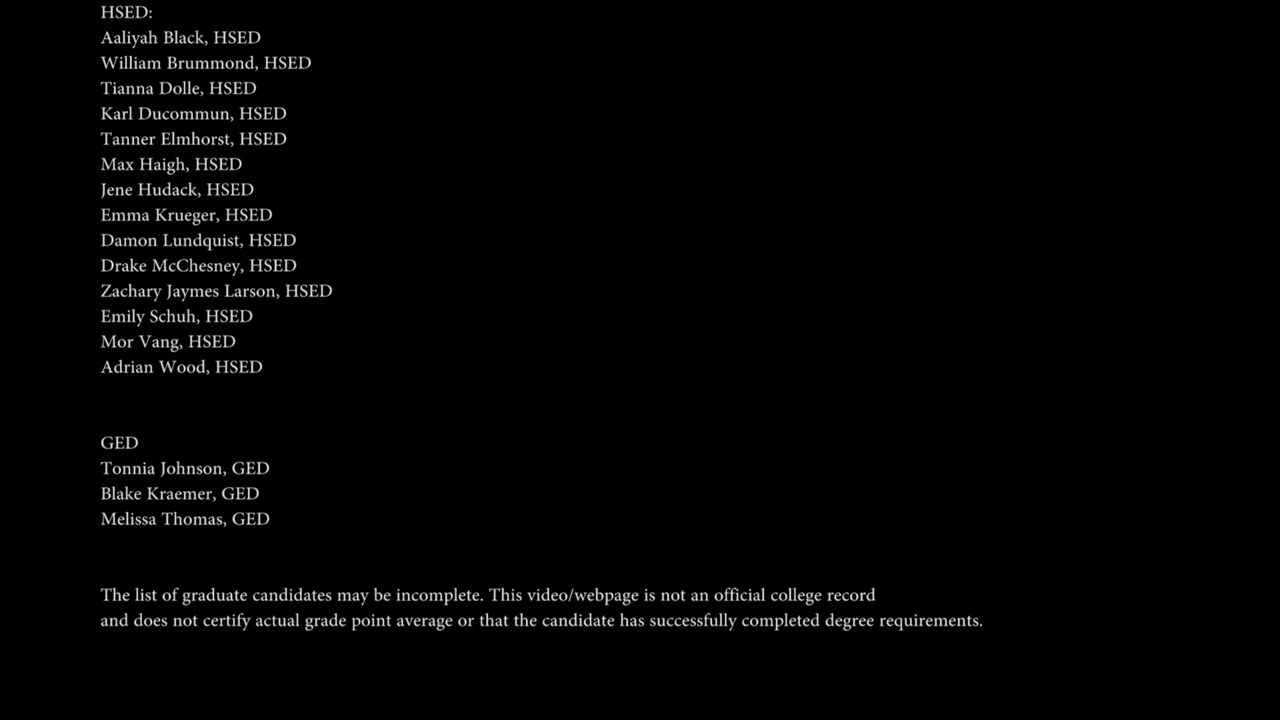 HSED:
Aaliyah Black, HSED
William Brummond, HSED
Tianna Dolle, HSED
Karl Ducommun, HSED
Tanner Elmhorst, HSED
Max Haigh, HSED
Jene Hudack, HSED
Emma Krueger, HSED
Damon Lundquist, HSED
Drake McChesney, HSED
Zachary Jaymes Larson, HSED
Emily Schuh, HSED
Mor Vang, HSED
Adrian Wood, HSED
GED
Tonnia Johnson, GED
Blake Kraemer, GED
Melissa Thomas, GED
The list of graduate candidates may be incomplete. This video/webpage is not an official college record
and does not certify actual grade point average or that the candidate has successfully completed degree requirements.